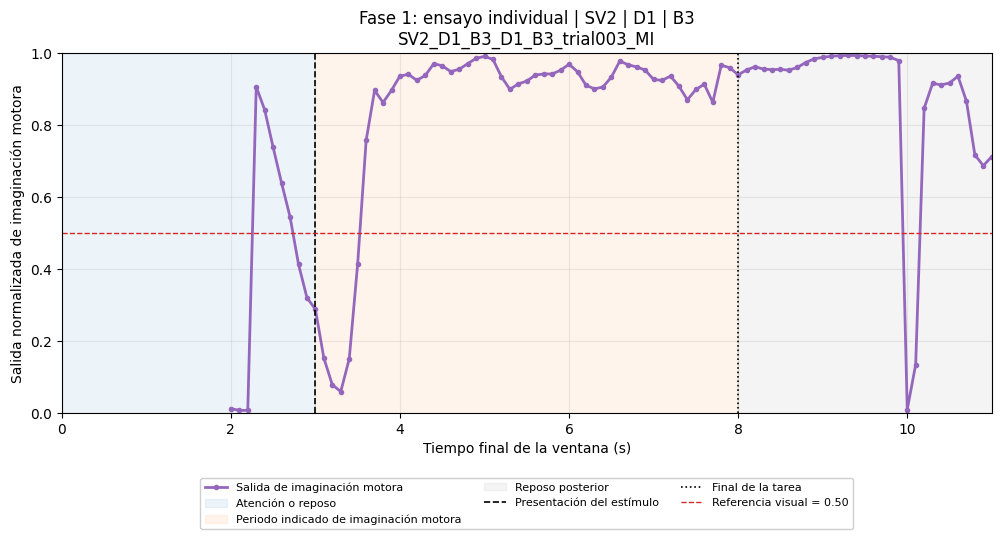 Fase 1: ensayo individual | SV2 | D1 | B3
SV2_D1_B3_D1_B3_trial003_MI
Salida normalizada de imaginación motora
1.0
0.8
0.6
0.4
0.2
0.0
0 2 4 6 8 10
Tiempo final de la ventana (s)
Salida de imaginación motora
Atención o reposo
Periodo indicado de imaginación motora
Reposo posterior
Presentación del estímulo
Final de la tarea
Referencia visual = 0.50